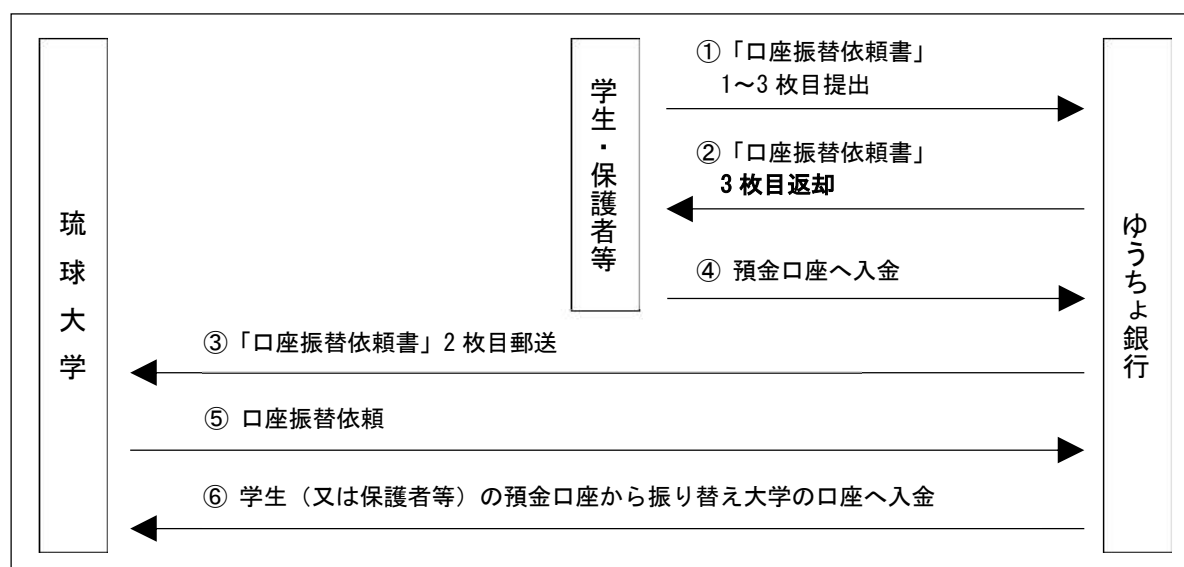 琉球大学
学生・保護者等
ゆうちょ銀行
①「口座振替依頼書」
1～3 枚目提出
②「口座振替依頼書」
3 枚目返却
④ 預金口座へ入金
③「口座振替依頼書」2 枚目郵送
⑤ 口座振替依頼
⑥ 学生（又は保護者等）の預金口座から振り替え大学の口座へ入金